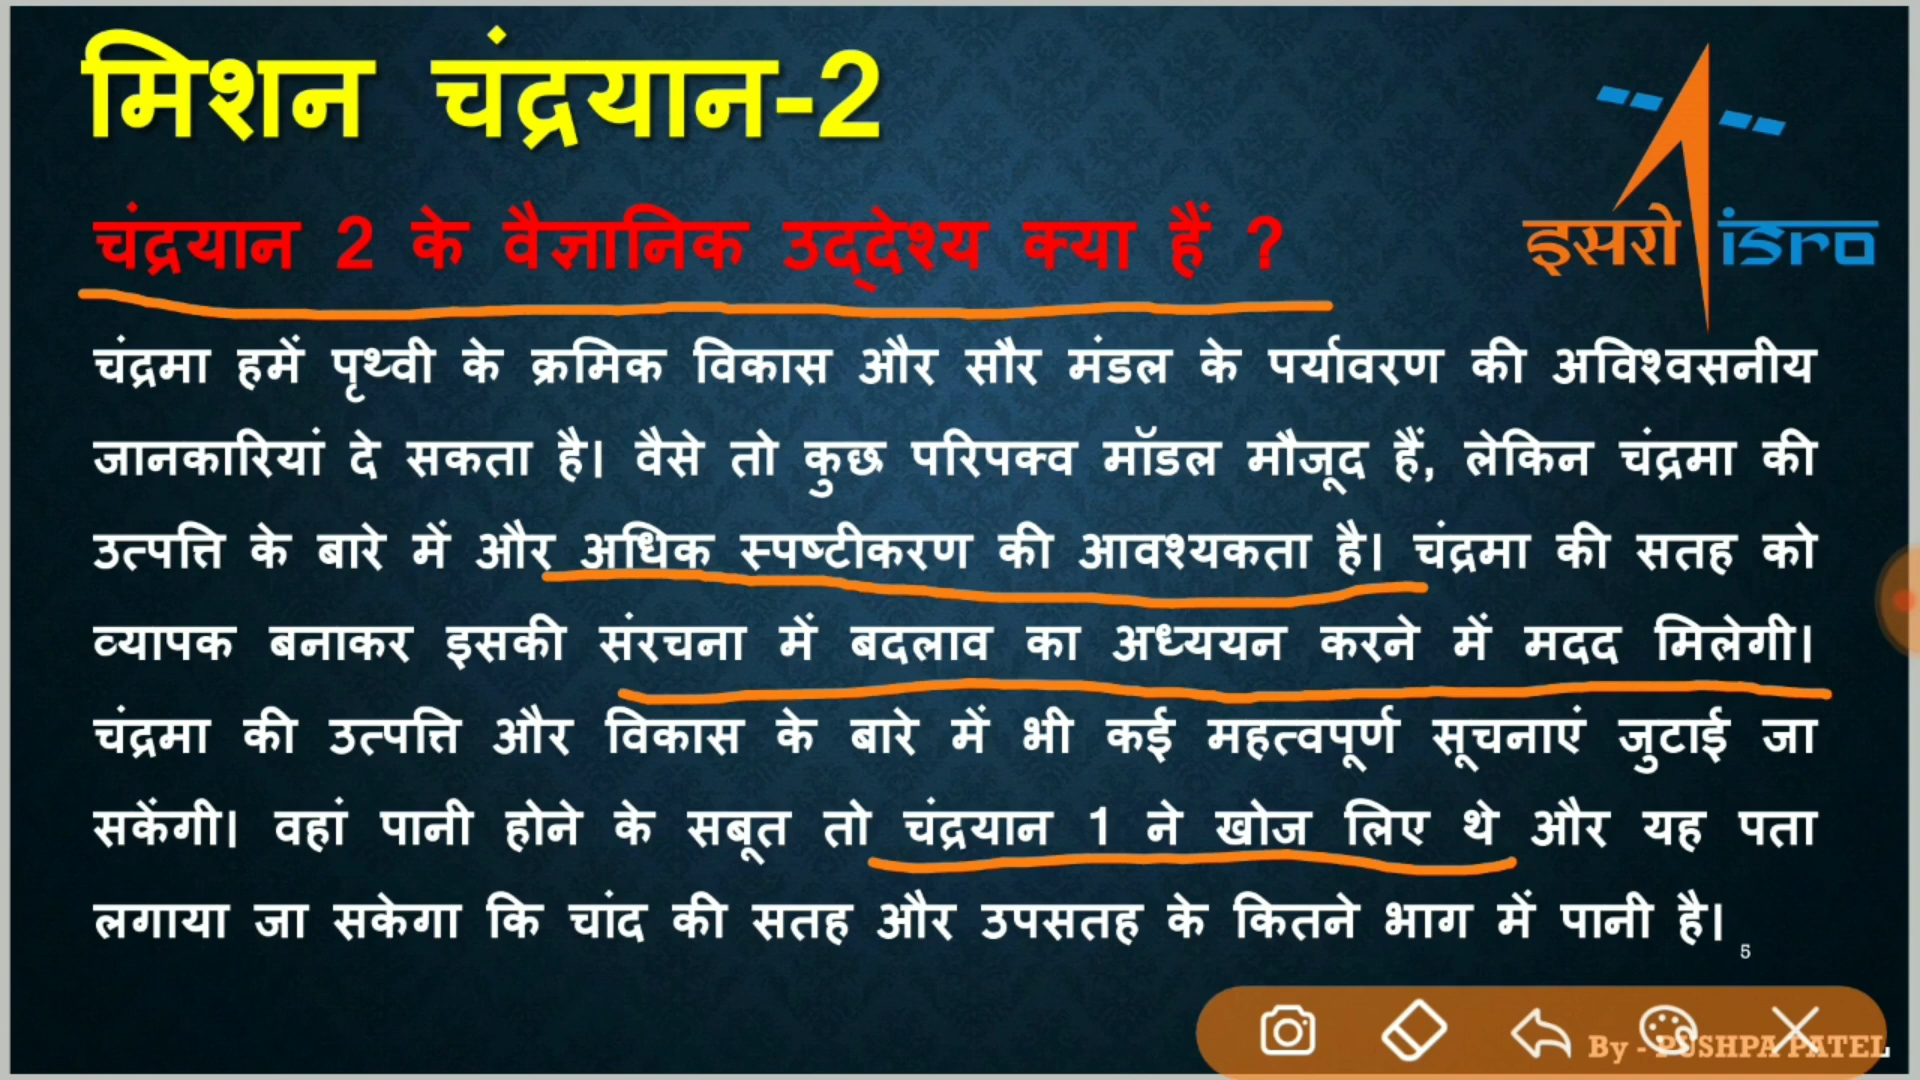 मिशन चंद्रयान-2
इसरो isro
चंद्रयान 2 के वैज्ञानिक उद्देश्य क्या हैं ?
चंद्रमा हमें पृथ्वी के क्रमिक विकास और सौर मंडल के पर्यावरण की अविश्वसनीय
जानकारियां दे सकता है। वैसे तो कुछ परिपक्व मॉडल मौजूद हैं, लेकिन चंद्रमा की
उत्पत्ति के बारे में और अधिक स्पष्टीकरण की आवश्यकता है। चंद्रमा की सतह को
व्यापक बनाकर इसकी संरचना में बदलाव का अध्ययन करने में मदद मिलेगी।
चंद्रमा की उत्पत्ति और विकास के बारे में भी कई महत्वपूर्ण सूचनाएं जुटाई जा
सकेंगी। वहां पानी होने के सबूत तो चंद्रयान 1 ने खोज लिए थे और यह पता
लगाया जा सकेगा कि चांद की सतह और उपसतह के कितने भाग में पानी है।
5
By - PUSHPA PATEL